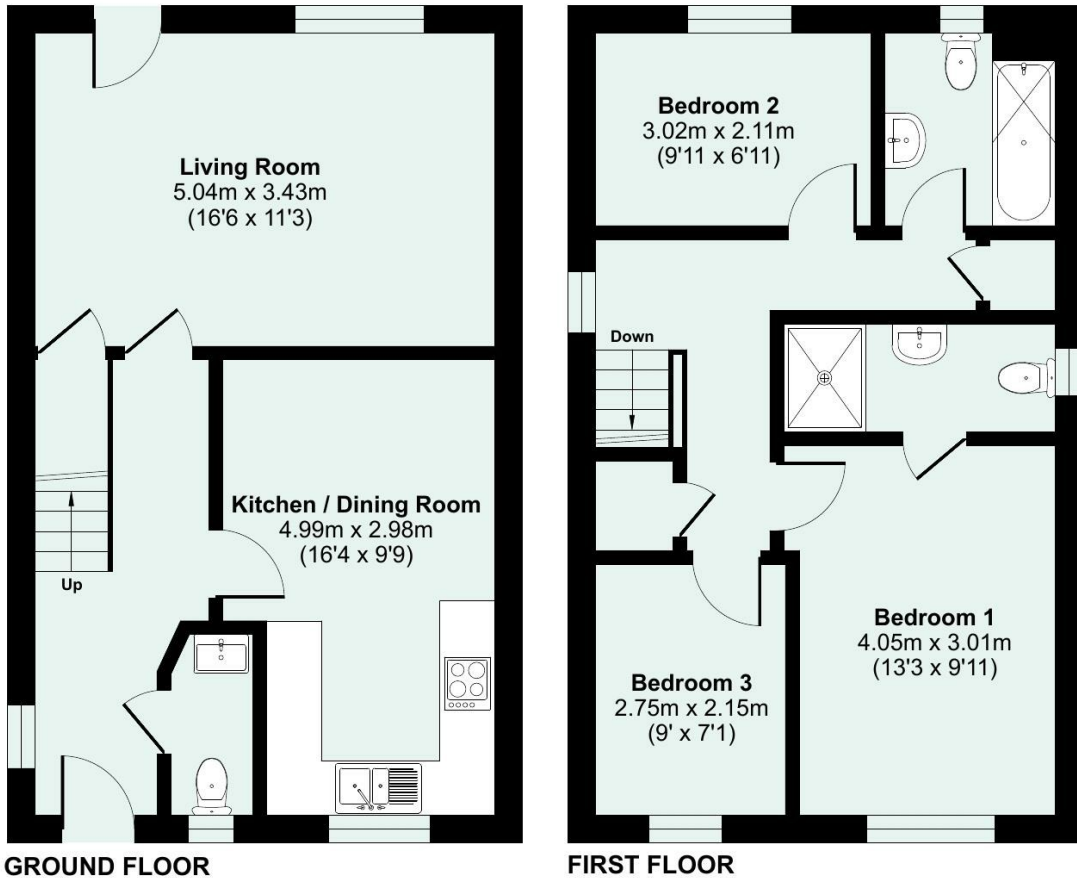 Living Room
5.04m x 3.43m
(16'6 x 11'3)
Up
Kitchen / Dining Room
4.99m x 2.98m
(16'4 x 9'9)
GROUND FLOOR
Bedroom 2
3.02m x 2.11m
(9'11 x 6'11)
Down
Bedroom 1
4.05m x 3.01m
(13'3 x 9'11)
Bedroom 3
2.75m x 2.15m
(9' x 7'1)
FIRST FLOOR